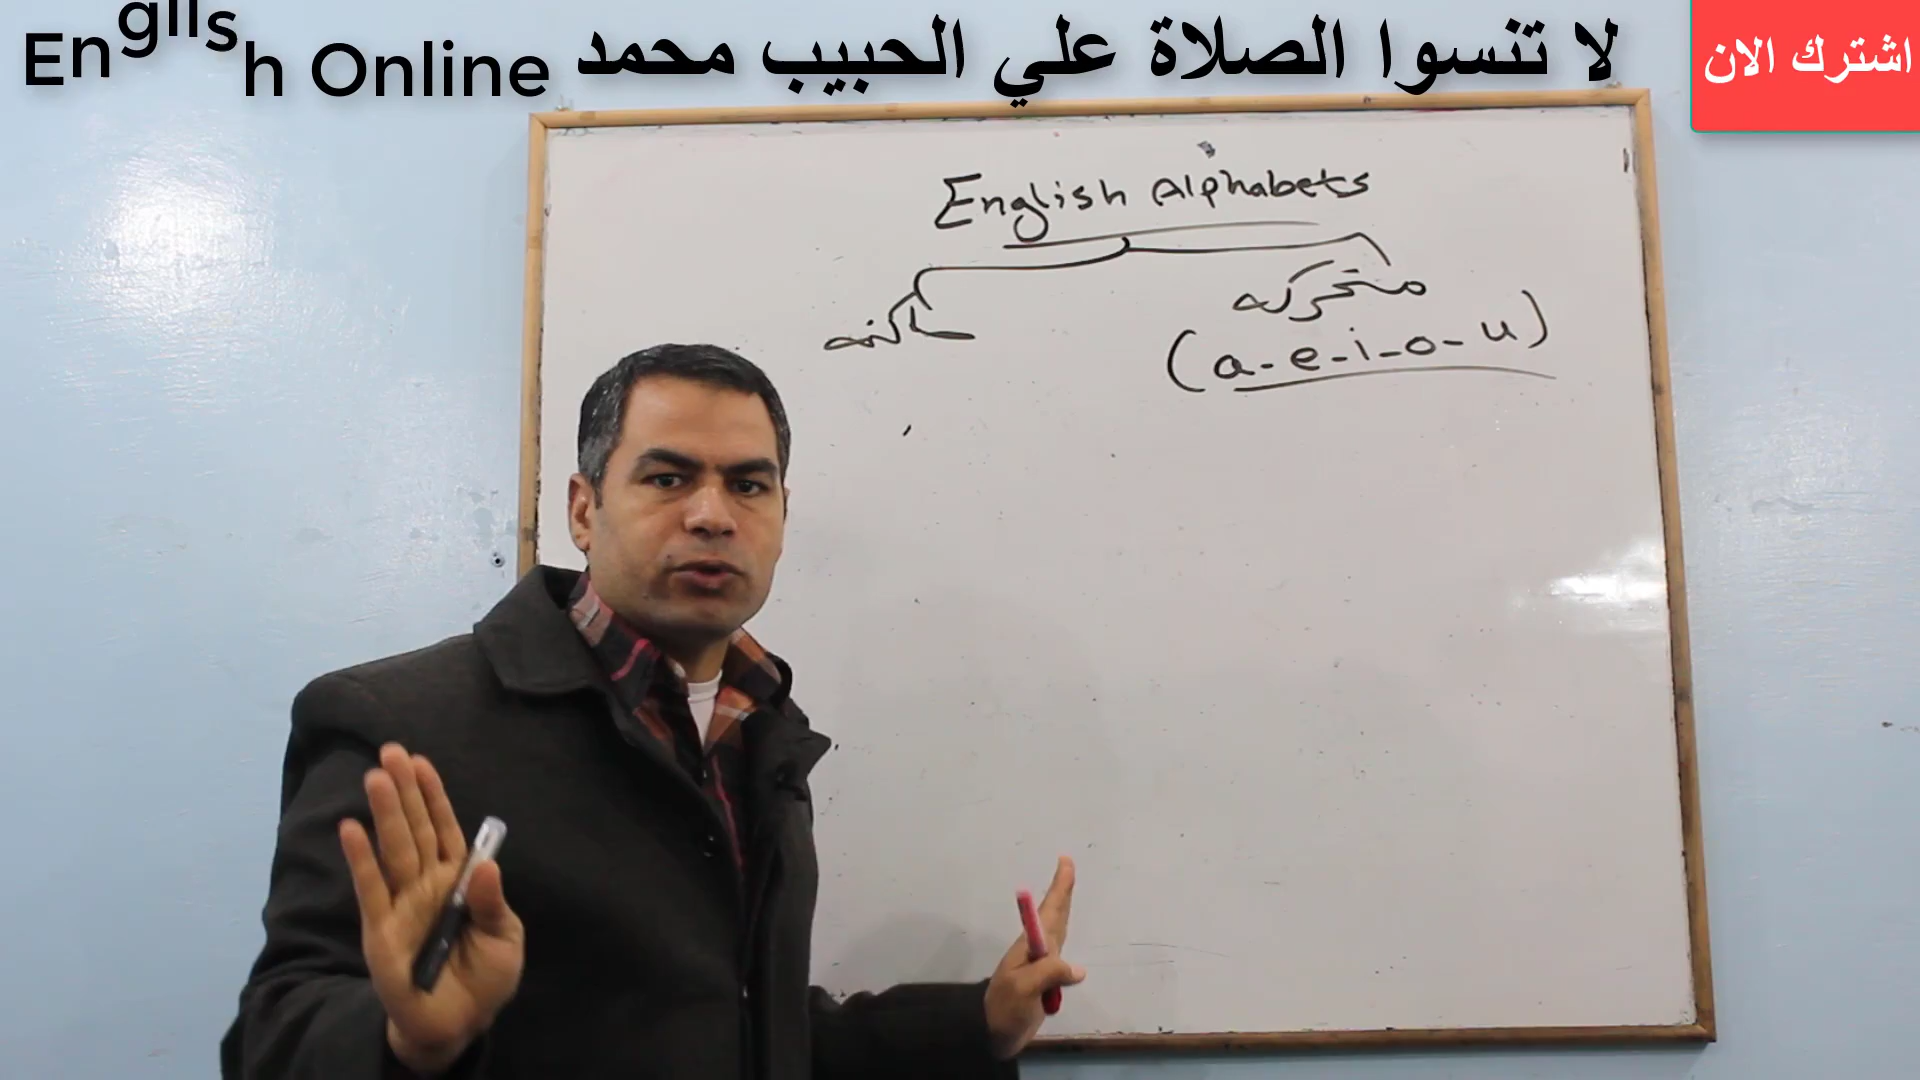 English Online لا تنسوا الصلاة علي الحبيب محمد
اشترك الان
English Alphabets
ساكنه متحركه
(a-e-i-o-u)